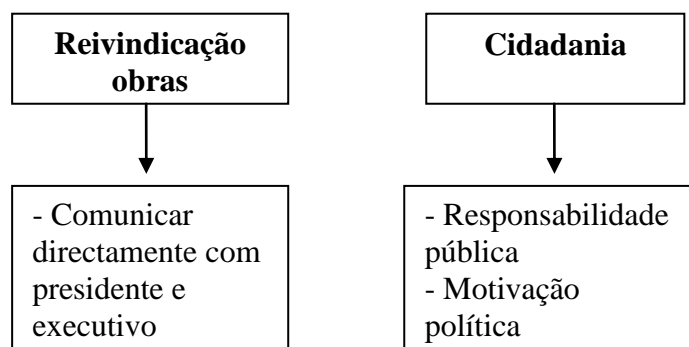 Reivindicação
obras
Cidadania
- Comunicar
directamente com
presidente e
executivo
- Responsabilidade
pública
- Motivação
política